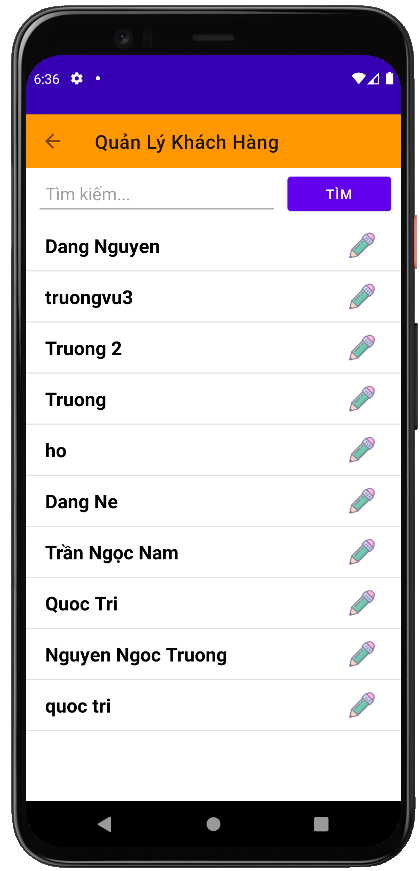 6:36
Quản Lý Khách Hàng
Tìm kiếm... TÌM
Dang Nguyen
truongvu3
Truong 2
Truong
ho
Dang Ne
Trần Ngọc Nam
Quoc Tri
Nguyen Ngoc Truong
quoc tri